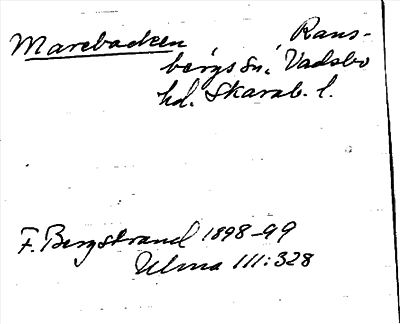 Marebacken Rans-
bergs sn, Vadsbo
hd. Skarab. l.
F. Bergstrand 1898-99
Ulma 111:328